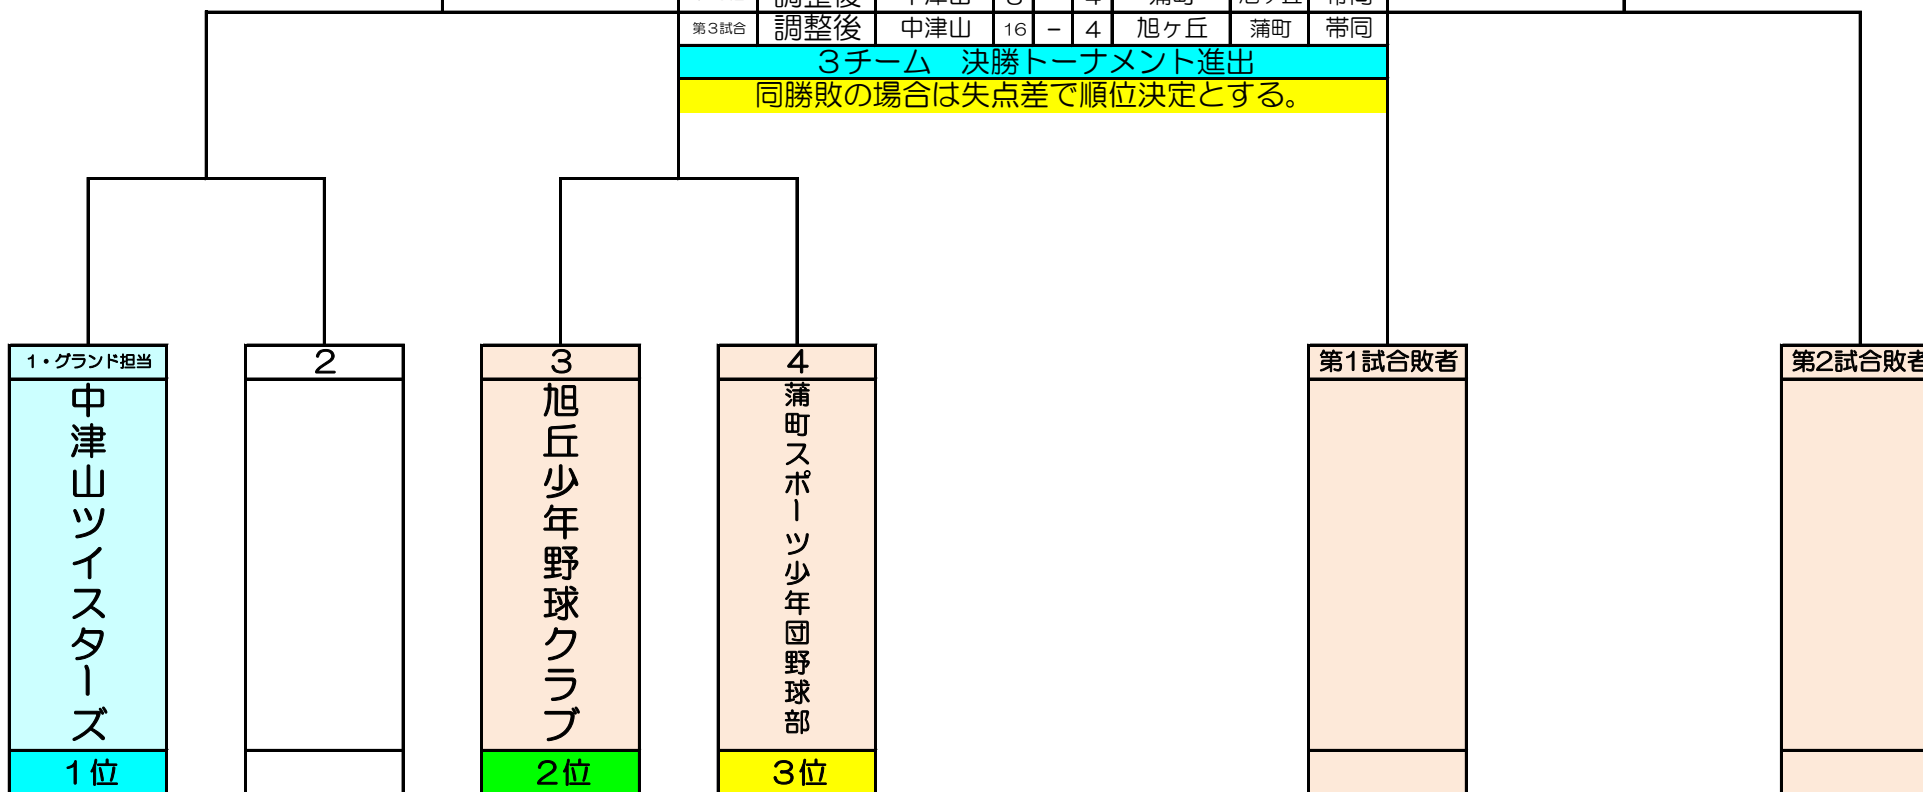 第3試合 調整後 中津山 16 － 4 旭ヶ丘 蒲町 帯同
3チーム　決勝トーナメント進出
同勝敗の場合は失点差で順位決定とする。
1・グランド担当
中津山ツイスターズ
1位
2
3
旭丘少年野球クラブ
2位
4
蒲町スポーツ少年団野球部
3位
第1試合敗者
第2試合敗者